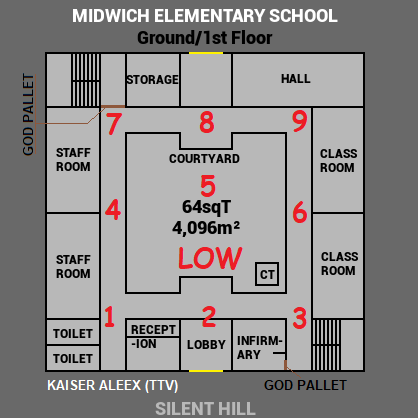 MIDWICH ELEMENTARY SCHOOL
Ground/1st Floor
GOD PALLET
STORAGE
HALL
7
8
9
STAFF
ROOM
COURTYARD
CLASS
ROOM
4
5
6
64sqT
4,096m²
LOW
STAFF
ROOM
CLASS
ROOM
CT
1
2
3
TOILET
TOILET
RECEPT
-ION
LOBBY
INFIRM-
ARY
KAISER ALEEX (TTV)
GOD PALLET
SILENT HILL